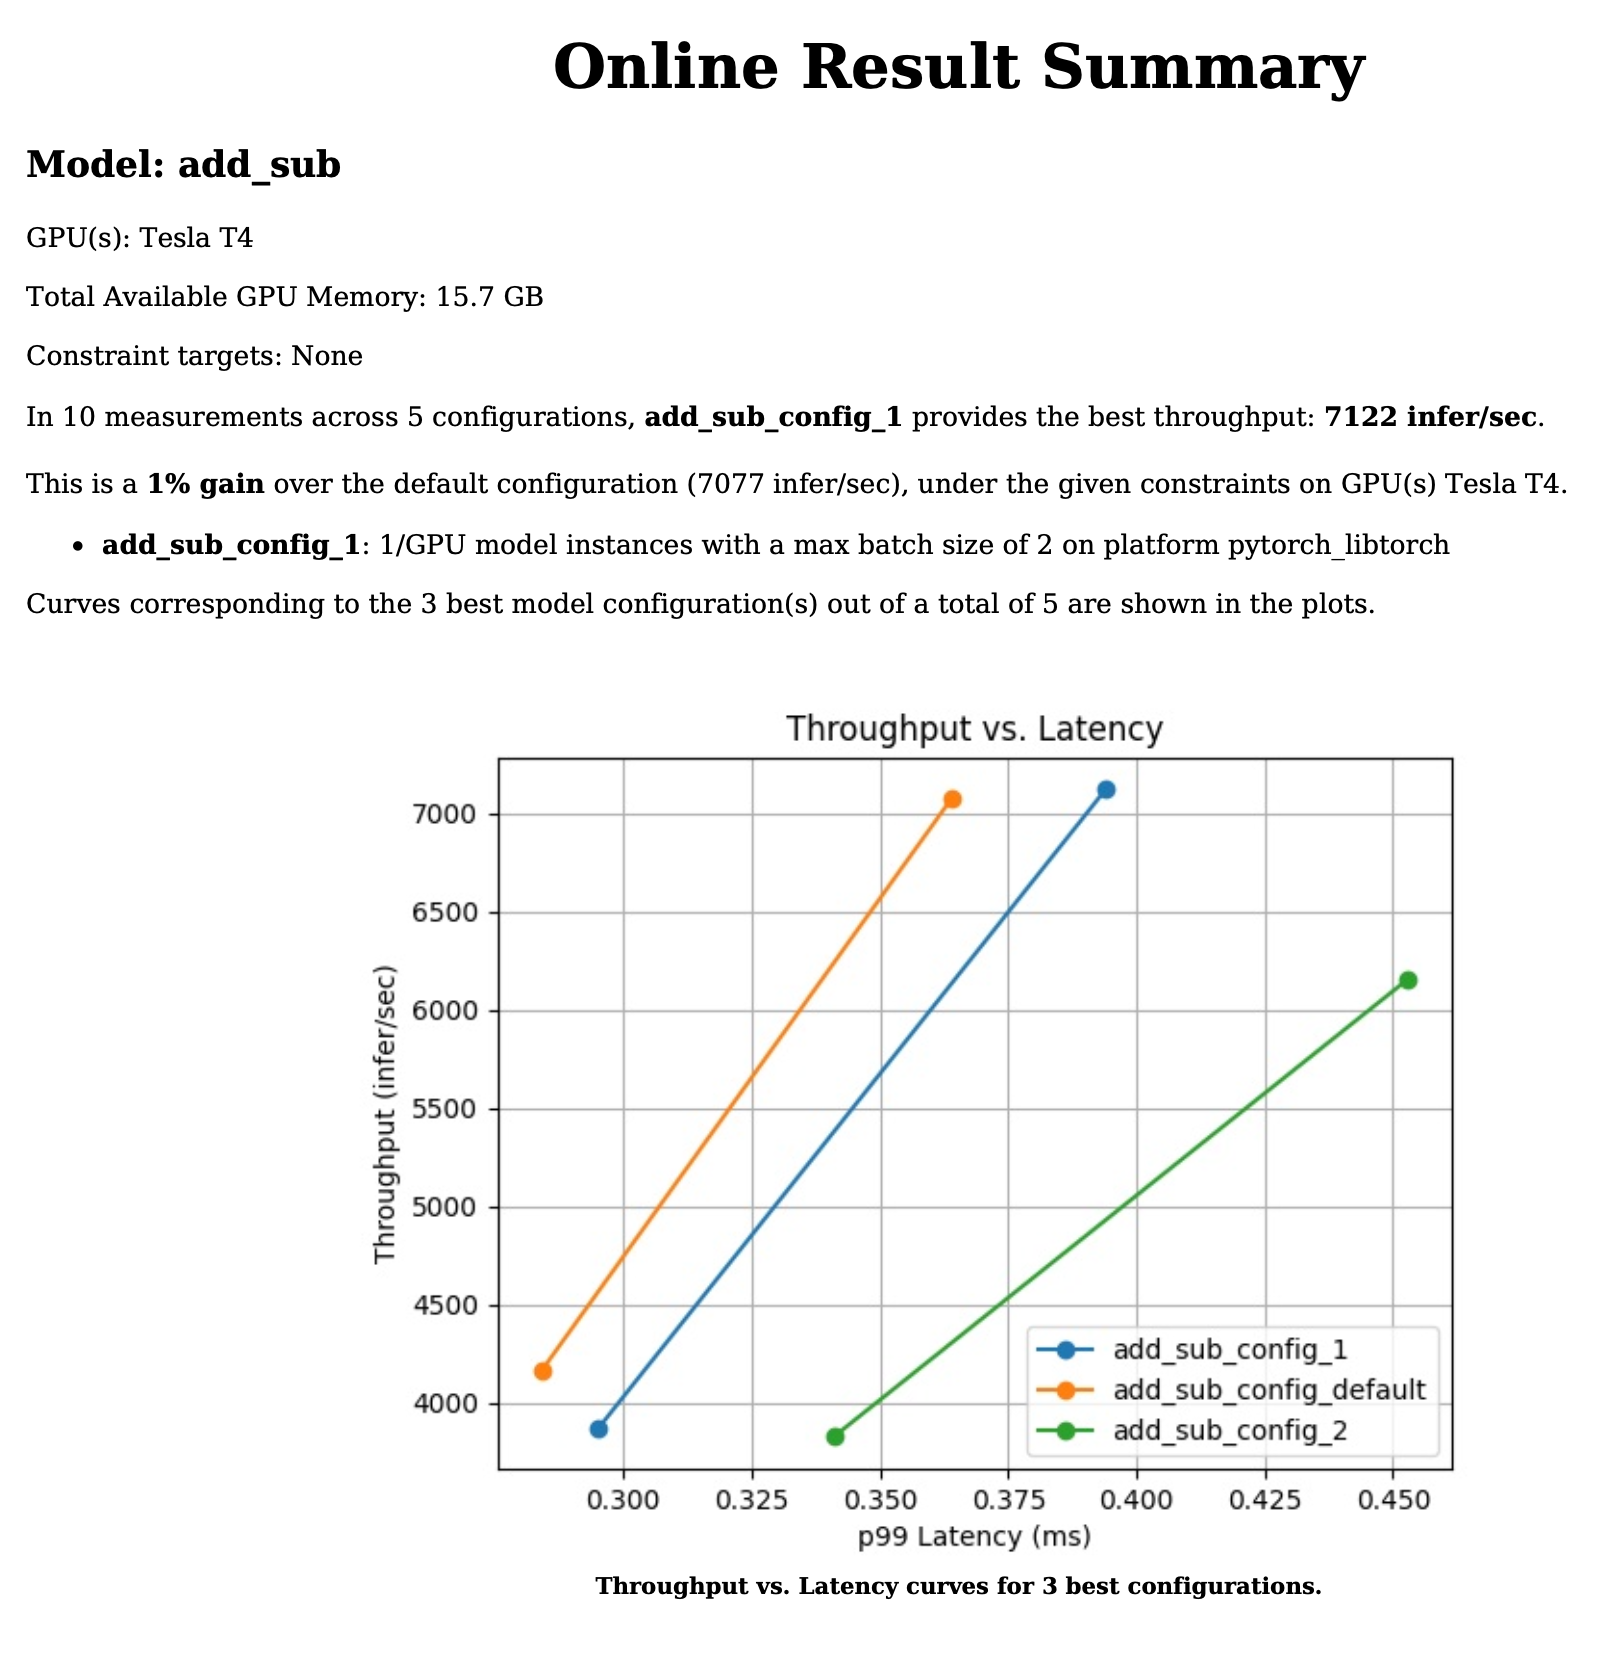 Online Result Summary
Model: add_sub
GPU(s): Tesla T4
Total Available GPU Memory: 15.7 GB
Constraint targets: None
In 10 measurements across 5 configurations, add_sub_config_1 provides the best throughput: 7122 infer/sec.
This is a 1% gain over the default configuration (7077 infer/sec), under the given constraints on GPU(s) Tesla T4.
• add_sub_config_1: 1/GPU model instances with a max batch size of 2 on platform pytorch_libtorch
Curves corresponding to the 3 best model configuration(s) out of a total of 5 are shown in the plots.
Throughput vs. Latency
Throughput (infer/sec)
7000
6500
6000
5500
5000
4500
4000
add_sub_config_1
add_sub_config_default
add_sub_config_2
0.300 0.325 0.350 0.375 0.400 0.425 0.450
p99 Latency (ms)
Throughput vs. Latency curves for 3 best configurations.